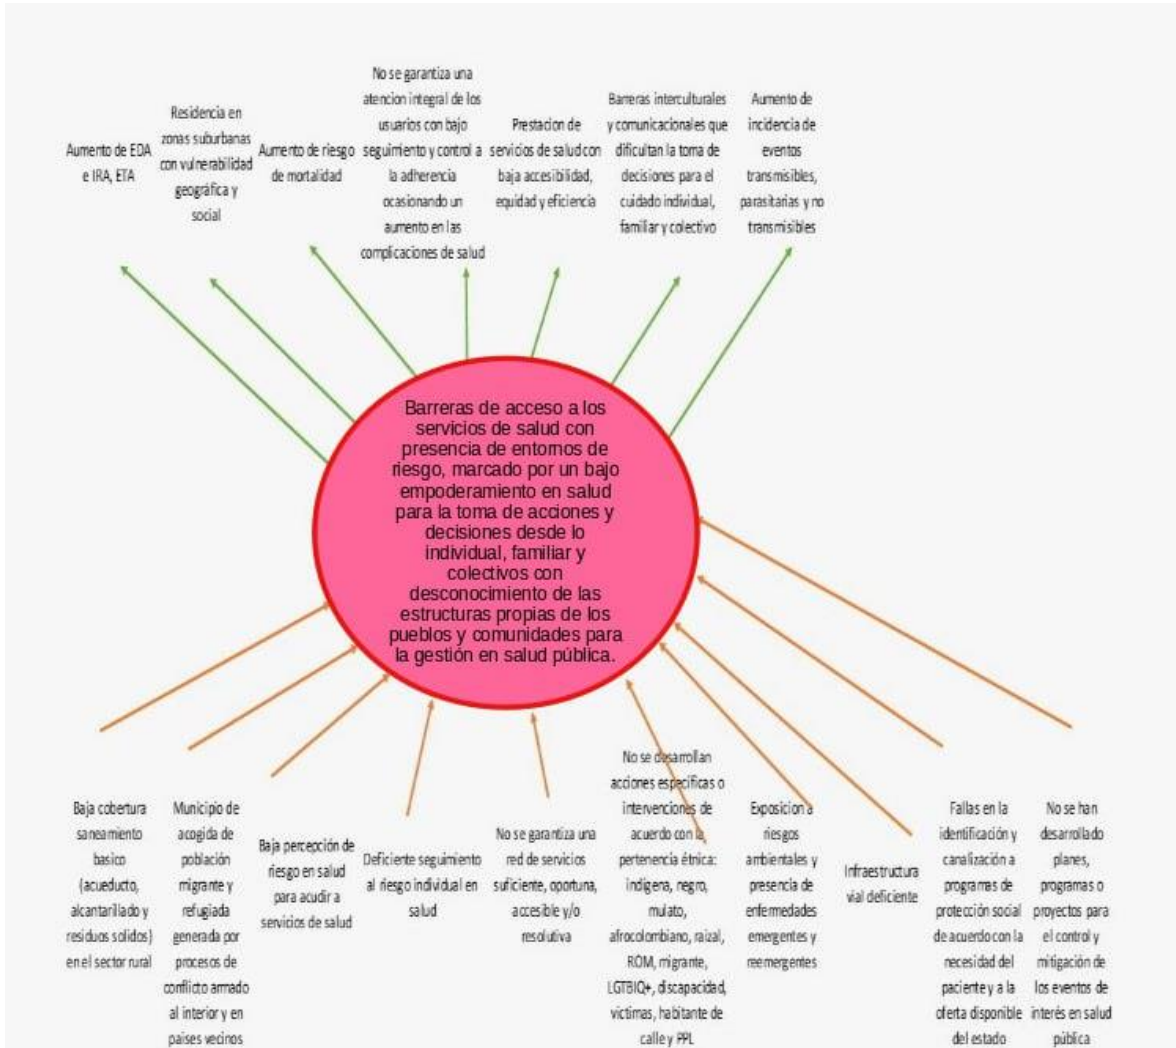 Aumento de EDA
e IRA, ETA
Residencia en
zonas suburbanas
con vulnerabilidad
geográfica y
social
Aumento de riesgo
de mortalidad
No se garantiza una
atencion integral de los
usuarios con bajo
seguimiento y control a
la adherencia
ocasionando un
aumento en las
complicaciones de salud
Prestacion de
servicios de salud con
baja accesibilidad,
equidad y eficiencia
Barreras interculturales
y comunicacionales que
dificultan la toma de
decisiones para el
cuidado individual,
familiar y colectivo
Aumento de
incidencia de
eventos
transmisibles,
parasitarias y no
transmisibles
Barreras de acceso a los
servicios de salud con
presencia de entornos de
riesgo, marcado por un bajo
empoderamiento en salud
para la toma de acciones y
decisiones desde lo
individual, familiar y
colectivos con
desconocimiento de las
estructuras propias de los
pueblos y comunidades para
la gestión en salud pública.
Baja cobertura
saneamiento
basico
(acueducto,
alcantarillado y
residuos solidos)
en el sector rural
Municipio de
acogida de
población
migrante y
refugiada
generada por
procesos de
conflicto armado
al interior y en
paises vecinos
Baja percepción de
riesgo en salud
para acudir a
servicios de salud
Deficiente seguimiento
al riesgo individual en
salud
No se garantiza una
red de servicios
suficiente, oportuna,
accesible y/o
resolutiva
No se desarrollan
acciones específicas o
intervenciones de
acuerdo con la
pertenencia étnica:
indígena, negro,
mulato,
afrocolombiano, raizal,
ROM, migrante,
LGTBIQ+, discapacidad,
victimas, habitante de
calle y PPL
Exposicion a
riesgos
ambientales y
presencia de
enfermedades
emergentes y
reemergentes
Infraestructura
vial deficiente
Fallas en la
identificación y
canalización a
programas de
protección social
de acuerdo con la
necesidad del
paciente y a la
oferta disponible
del estado
No se han
desarrollado
planes,
programas o
proyectos para
el control y
mitigación de
los eventos de
interés en salud
pública